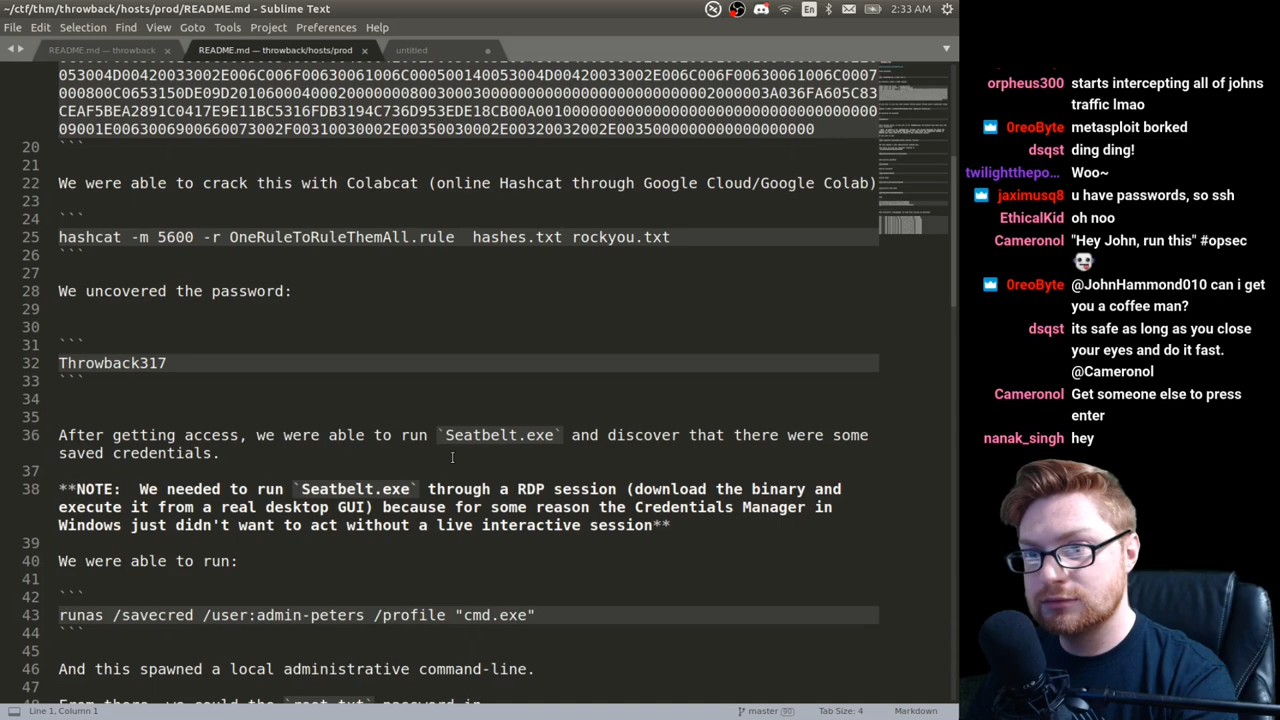 ~/ctf/thm/throwback/hosts/prod/README.md - Sublime Text
En
2:33 AM
File Edit Selection Find View Goto Tools Project Preferences Help
README.md — throwback
README.md — throwback/hosts/prod
untitled
053004D00420033002E006C006F00630061006C000500140053004D00420033002E006C006F00630061006C0007
09001E0063006900660073002F00310030002E00350030002E00320032002E003500000000000000000
20 ```
21
22 We were able to crack this with Colabcat (online Hashcat through Google Cloud/Google Colab)
23
24 ```
25 hashcat -m 5600 -r OneRuleToRuleThemAll.rule  hashes.txt rockyou.txt
26 ```
27
28 We uncovered the password:
29
30
31 ```
32 Throwback317
33 ```
34
35
36 After getting access, we were able to run `Seatbelt.exe` and discover that there were some
saved credentials.
37
38 **NOTE:  We needed to run `Seatbelt.exe` through a RDP session (download the binary and
execute it from a real desktop GUI) because for some reason the Credentials Manager in
Windows just didn't want to act without a live interactive session**
39
40 We were able to run:
41
42 ```
43 runas /savecred /user:admin-peters /profile "cmd.exe"
44 ```
45
46 And this spawned a local administrative command-line.
47
48 From there, we could the `root.txt` password in
Line 1, Column 1
master
Tab Size: 4
Markdown
orpheus300 starts intercepting all of johns
traffic lmao
0reoByte metasploit borked
dsqst ding ding!
twilightthepo… Woo~
jaximusq8 u have passwords, so ssh
EthicalKid oh noo
Cameronol "Hey John, run this" #opsec
0reoByte @JohnHammond010 can i get
you a coffee man?
dsqst its safe as long as you close
your eyes and do it fast.
@Cameronol
Cameronol Get someone else to press
enter
nanak_singh hey